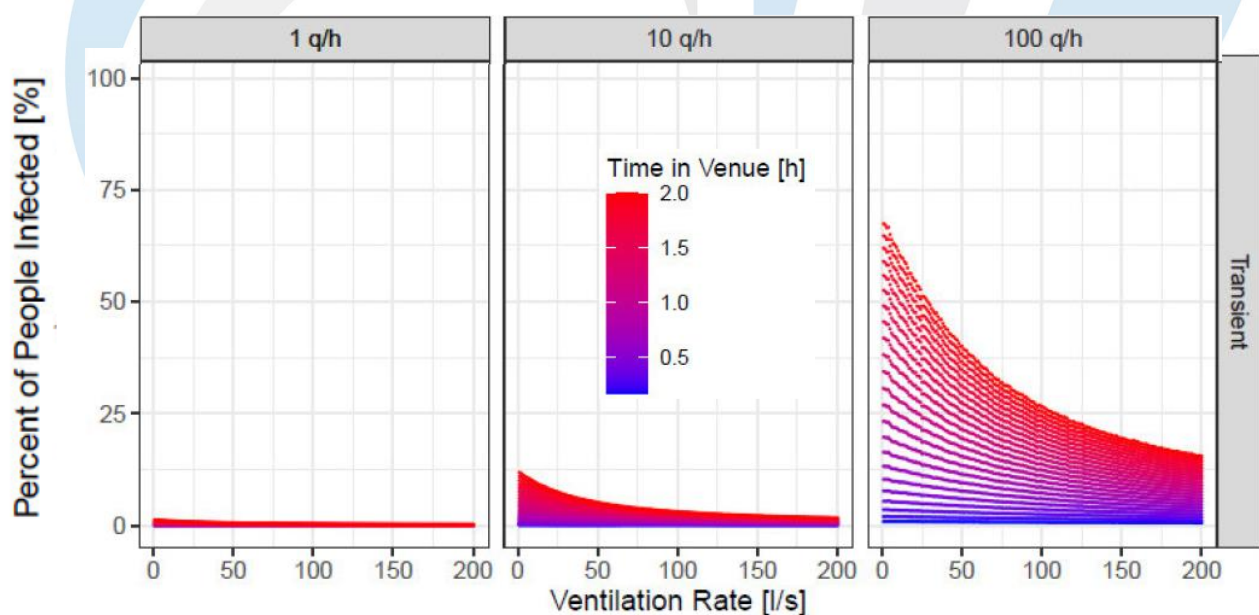 1 q/h
10 q/h
100 q/h
Percent of People Infected [%]
100
75
50
25
0
Time in Venue [h]
2.0
1.5
1.0
0.5
Transient
0 50 100 150 200
0 50 100 150 200
0 50 100 150 200
Ventilation Rate [l/s]